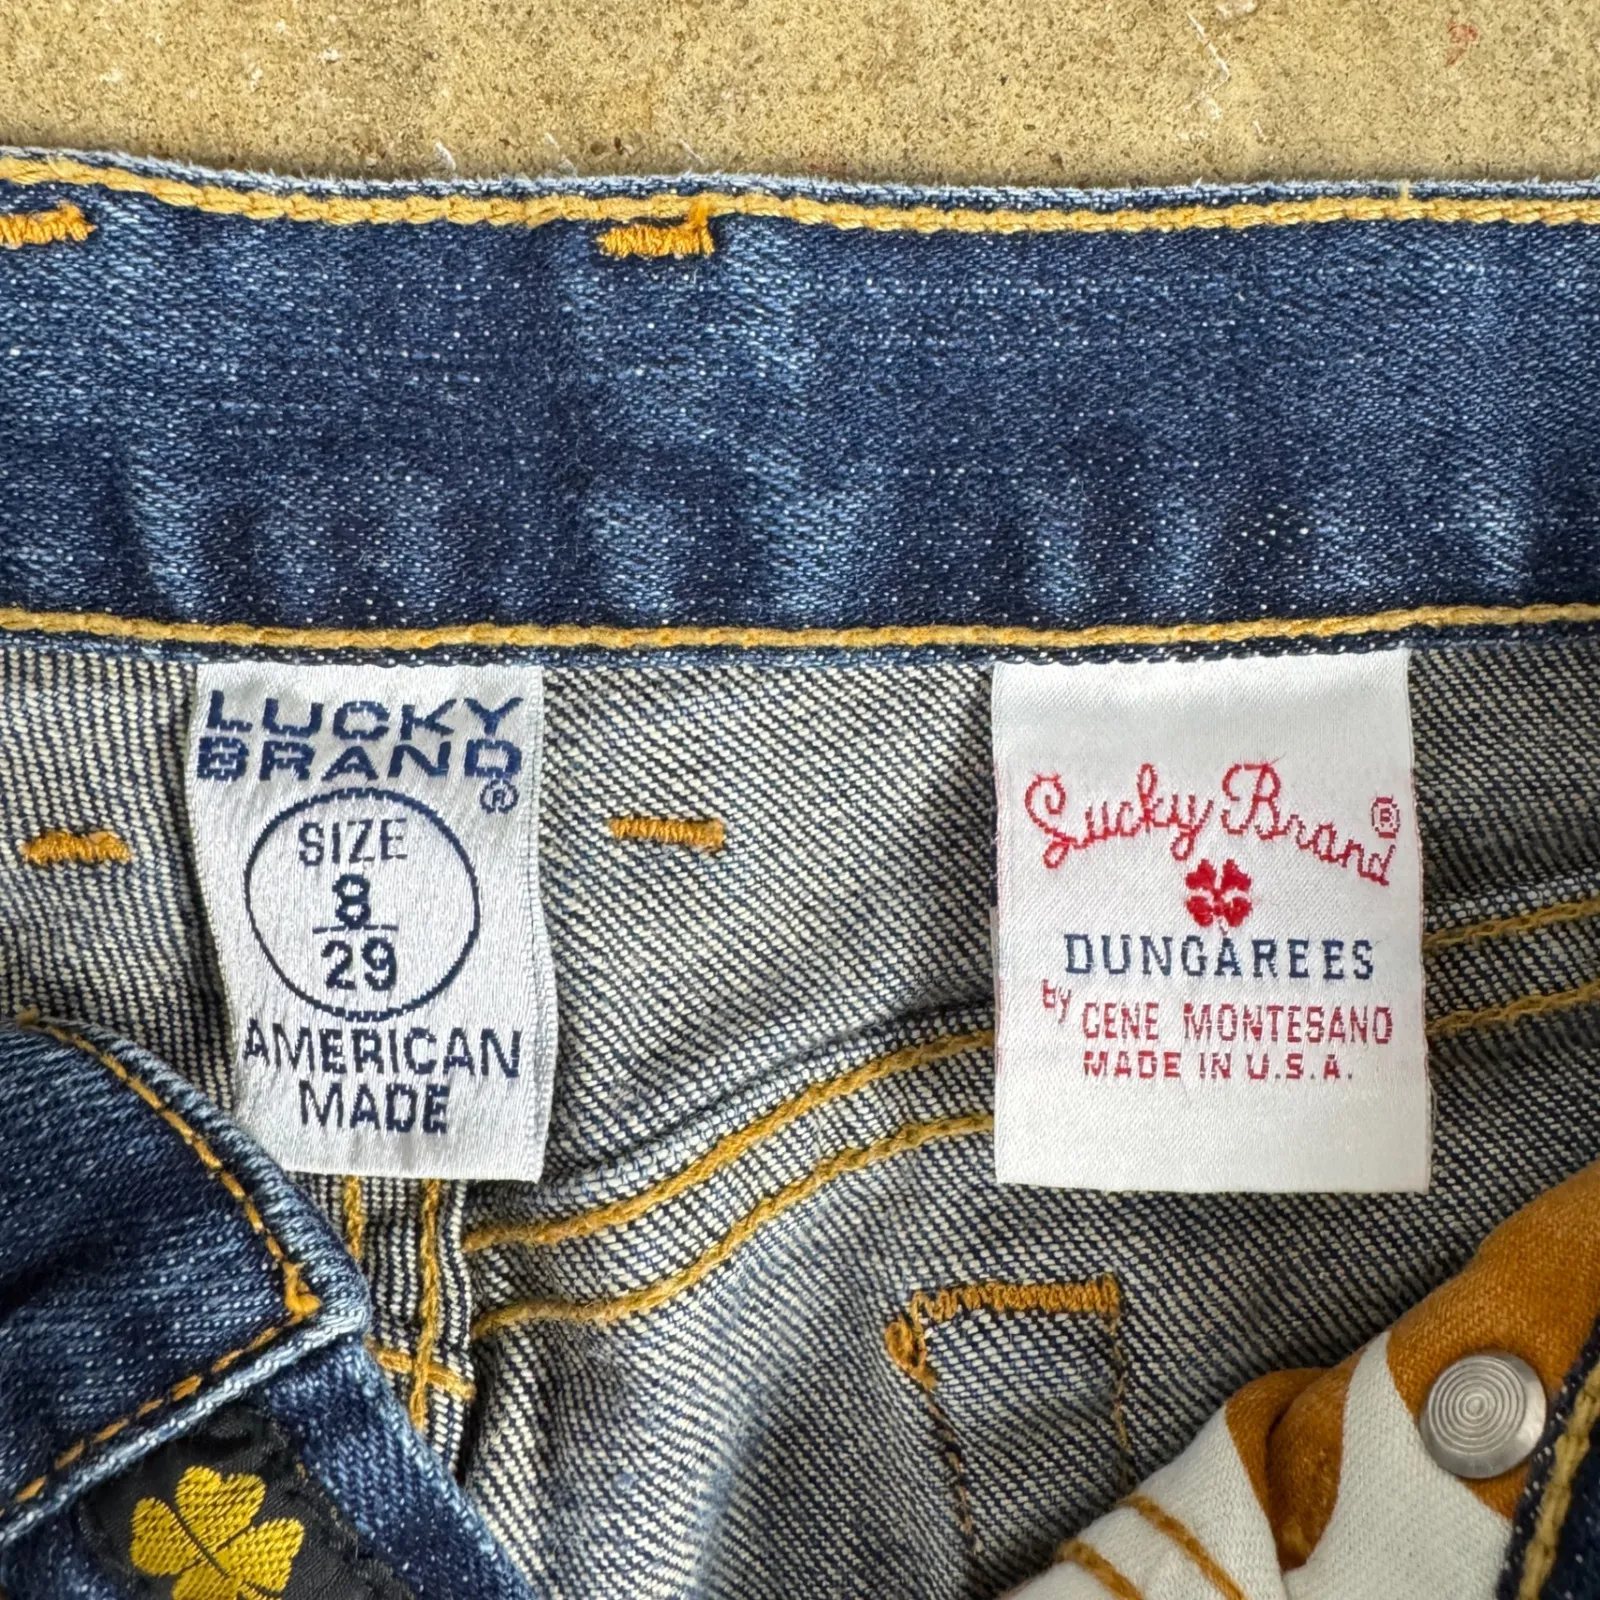 LUCKY
BRAND®
SIZE
8
29
AMERICAN
MADE
Lucky Brand®
DUNGAREES
by GENE MONTESANO
MADE IN U.S.A.